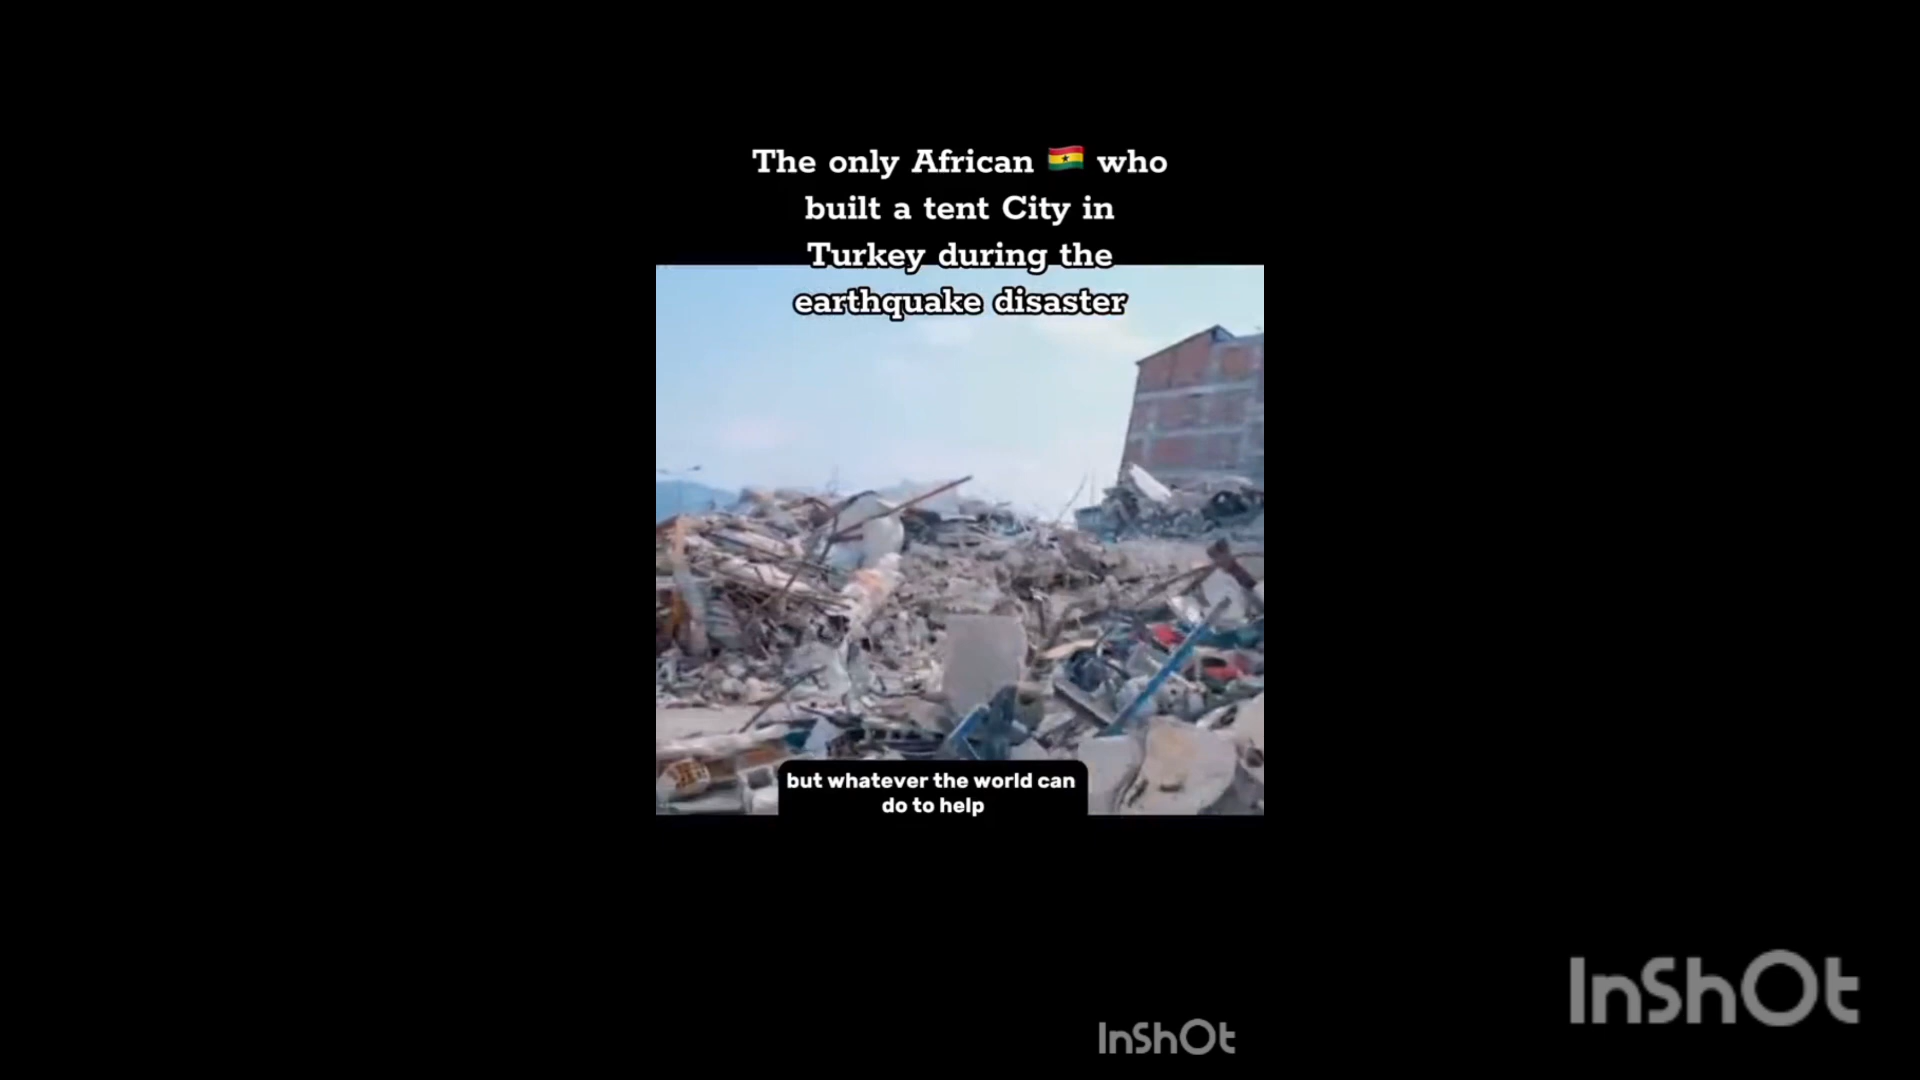 The only African 🇬🇭 who
built a tent City in
Turkey during the
earthquake disaster
but whatever the world can
do to help
InShOt
InShOt